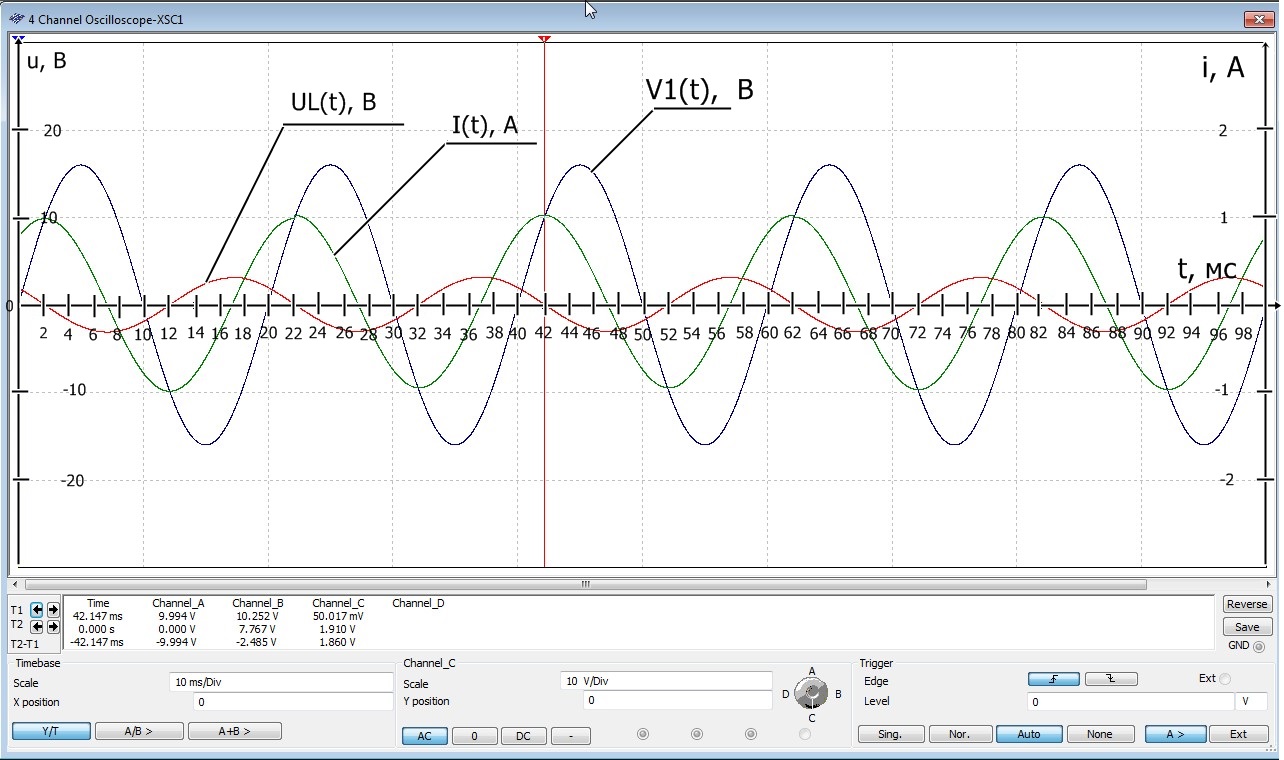 4 Channel Oscilloscope-XSC1
u, B
i, A
UL(t), B
I(t), A
V1(t), B
20
2
10
1
t, мс
0
2 4 6 8 10 12 14 16 18 20 22 24 26 28 30 32 34 36 38 40 42 44 46 48 50 52 54 56 58 60 62 64 66 68 70 72 74 76 78 80 82 84 86 88 90 92 94 96 98
-10
-1
-20
-2
T1
T2
T2-T1
Time Channel_A Channel_B Channel_C Channel_D
42.147 ms 9.994 V 10.252 V 50.017 mV
0.000 s 0.000 V 7.767 V 1.910 V
-42.147 ms -9.994 V -2.485 V 1.860 V
Reverse
Save
GND
Timebase
Scale 10 ms/Div
X position 0
Y/T A/B > A+B >
Channel_C
Scale 10 V/Div
Y position 0
AC 0 DC -
A
D B
C
Trigger
Edge Ext
Level 0 V
Sing. Nor. Auto None A > Ext